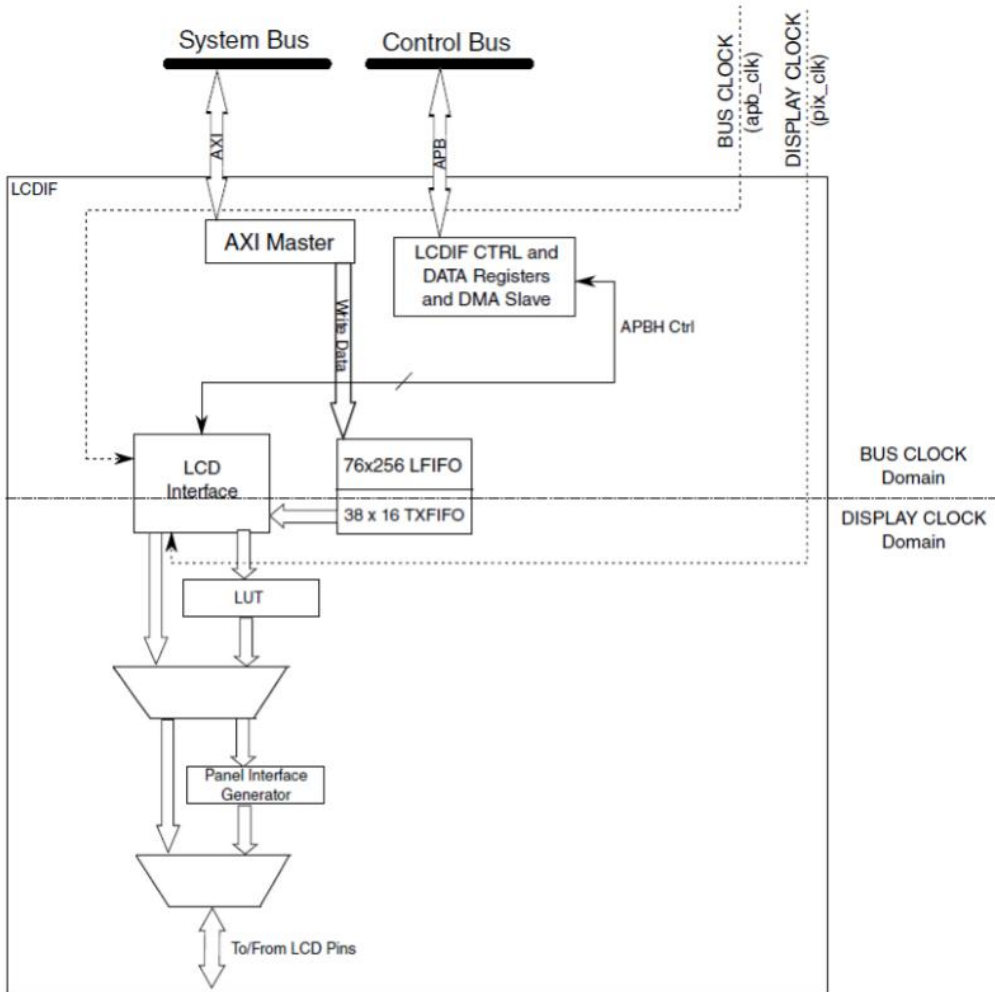 System Bus
Control Bus
BUS CLOCK
(apb_clk)
DISPLAY CLOCK
(pix_clk)
AXI
APB
LCDIF
AXI Master
LCDIF CTRL and
DATA Registers
and DMA Slave
Write Data
APBH Ctrl
LCD
Interface
76x256 LFIFO
38 x 16 TXFIFO
BUS CLOCK
Domain
DISPLAY CLOCK
Domain
LUT
Panel Interface
Generator
To/From LCD Pins